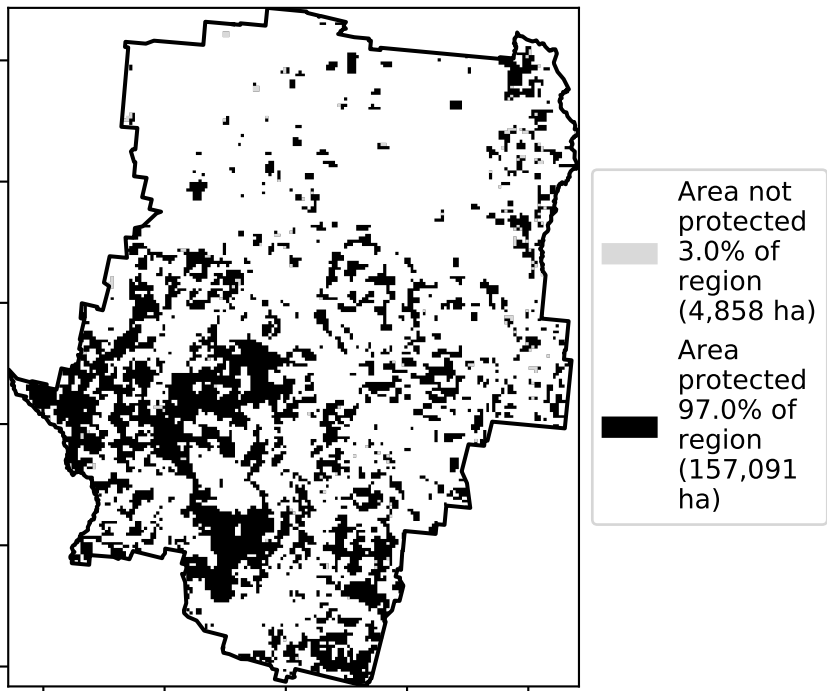 Area not
protected
3.0% of
region
(4,858 ha)
Area
protected
97.0% of
region
(157,091
ha)